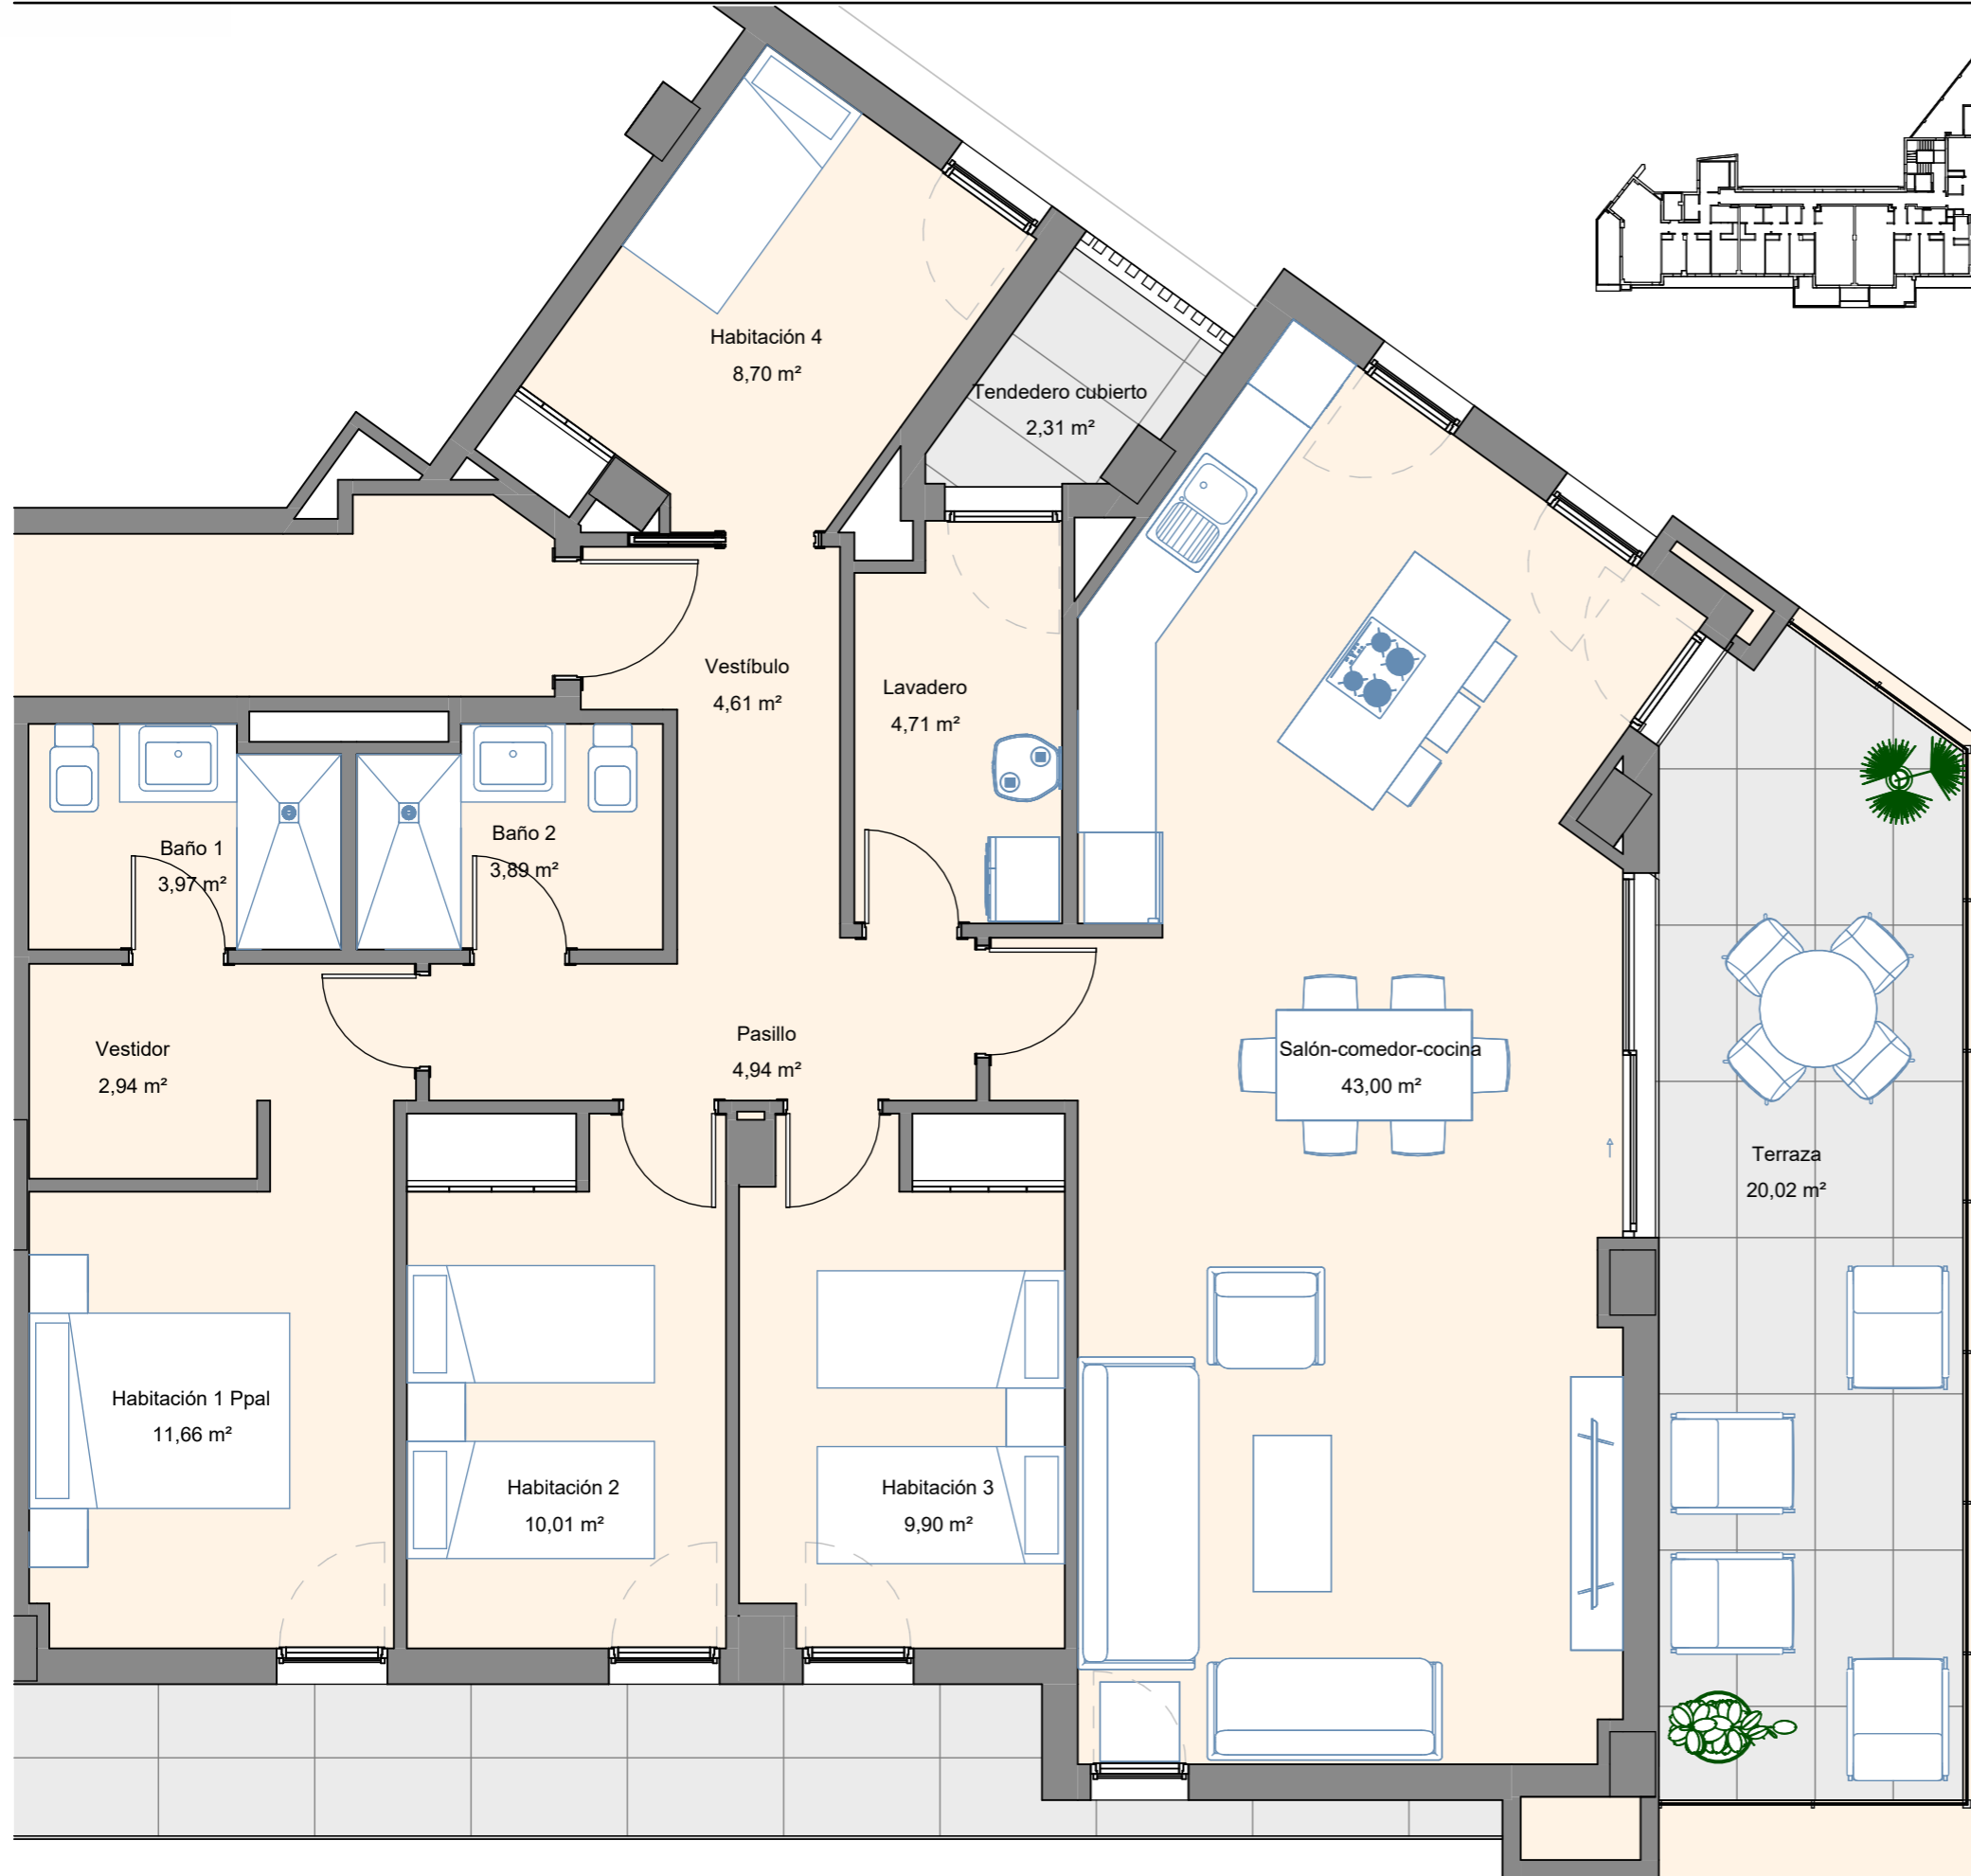 Habitación 4
8,70 m²
Tendedero cubierto
2,31 m²
Vestíbulo
4,61 m²
Lavadero
4,71 m²
Baño 1
3,97 m²
Baño 2
3,89 m²
Vestidor
2,94 m²
Pasillo
4,94 m²
Salón-comedor-cocina
43,00 m²
Terraza
20,02 m²
Habitación 1 Ppal
11,66 m²
Habitación 2
10,01 m²
Habitación 3
9,90 m²